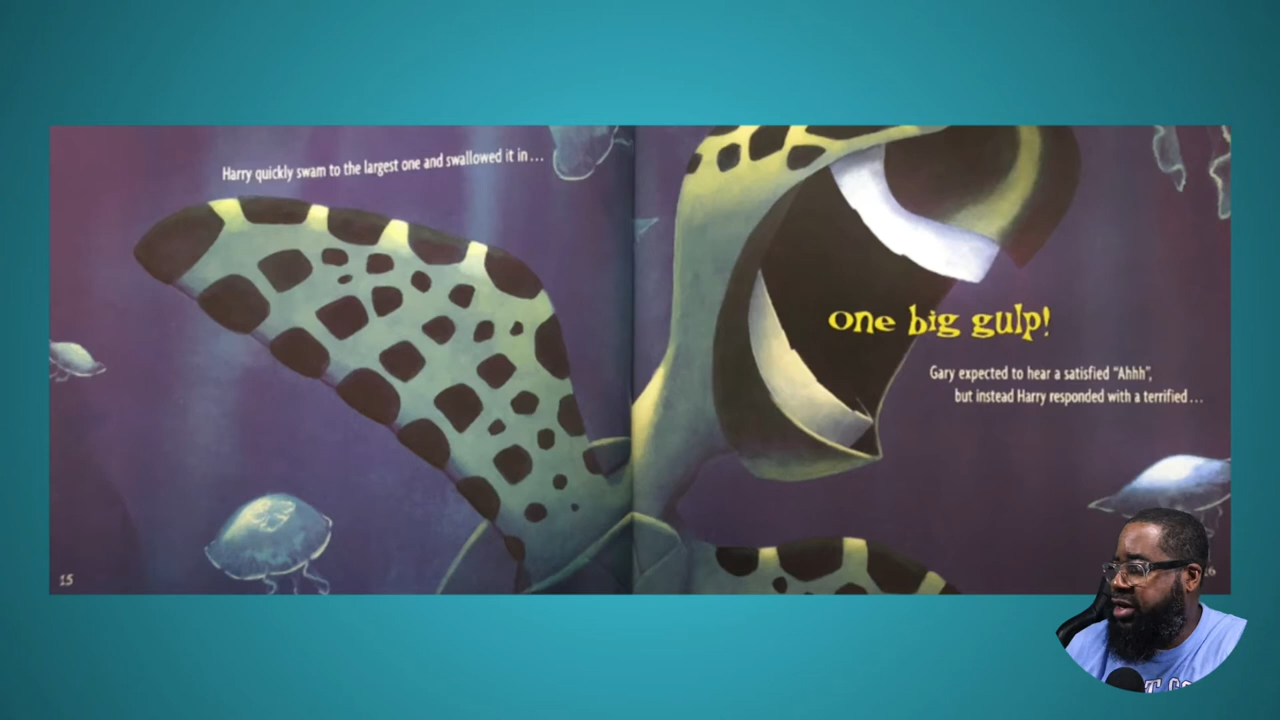 Harry quickly swam to the largest one and swallowed it in...
one big gulp!
Gary expected to hear a satisfied "Ahhh",
but instead Harry responded with a terrified...
15